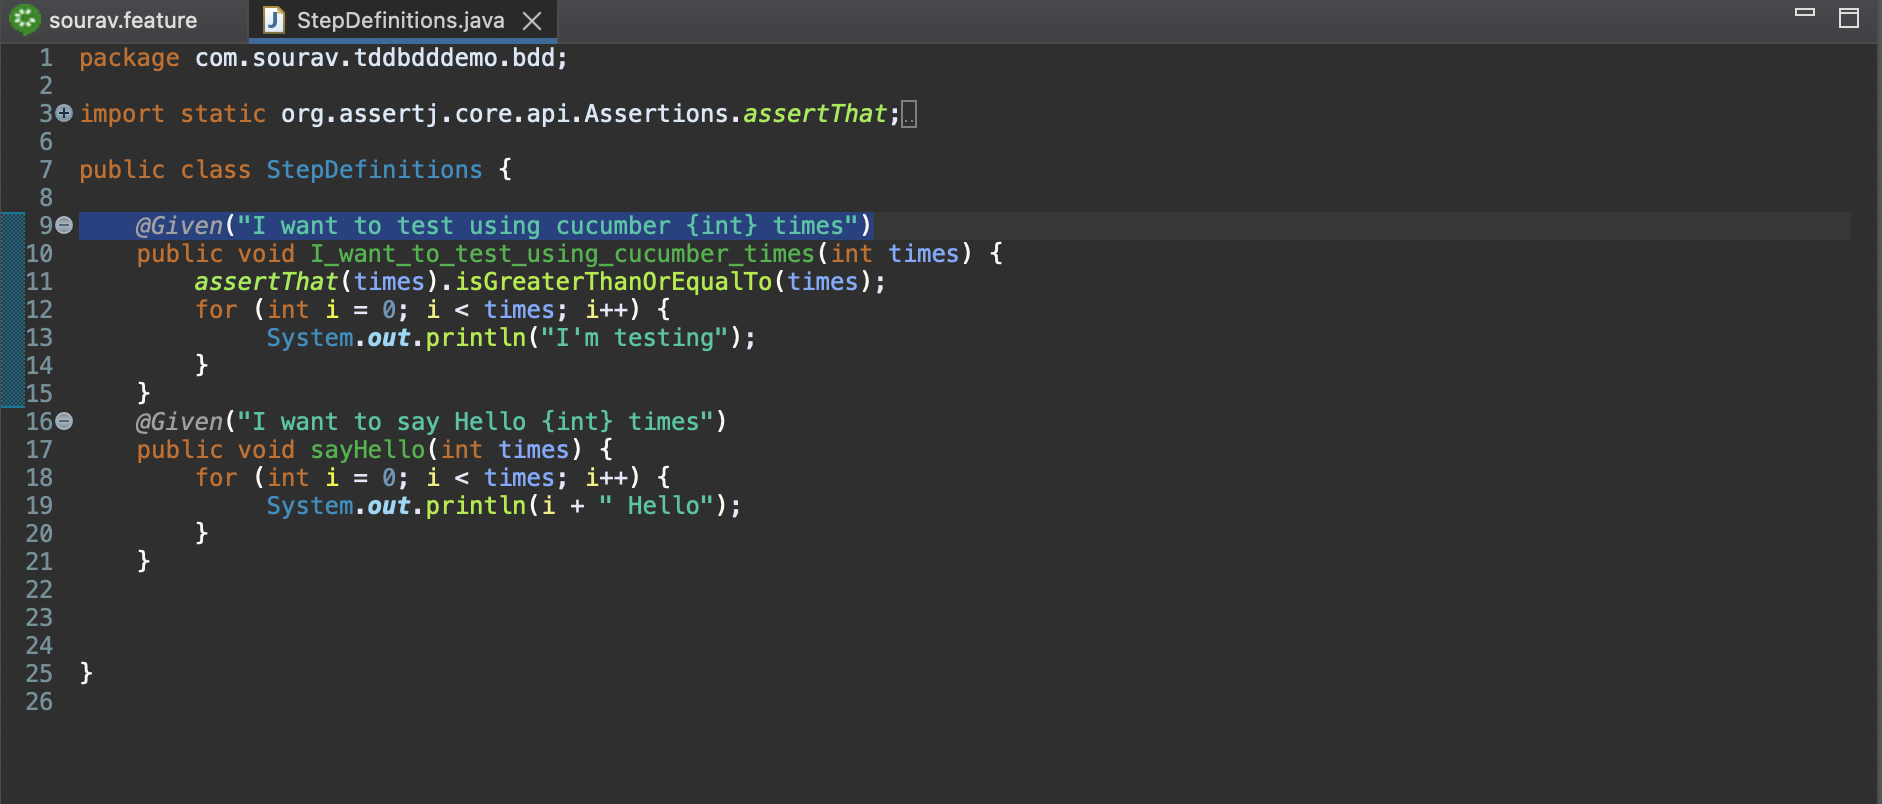 sourav.feature
StepDefinitions.java
1 package com.sourav.tddbdddemo.bdd;
2
3 import static org.assertj.core.api.Assertions.assertThat;
6
7 public class StepDefinitions {
8
9     @Given("I want to test using cucumber {int} times")
10     public void I_want_to_test_using_cucumber_times(int times) {
11         assertThat(times).isGreaterThanOrEqualTo(times);
12         for (int i = 0; i < times; i++) {
13             System.out.println("I'm testing");
14         }
15     }
16     @Given("I want to say Hello {int} times")
17     public void sayHello(int times) {
18         for (int i = 0; i < times; i++) {
19             System.out.println(i + " Hello");
20         }
21     }
22
23
24
25 }
26